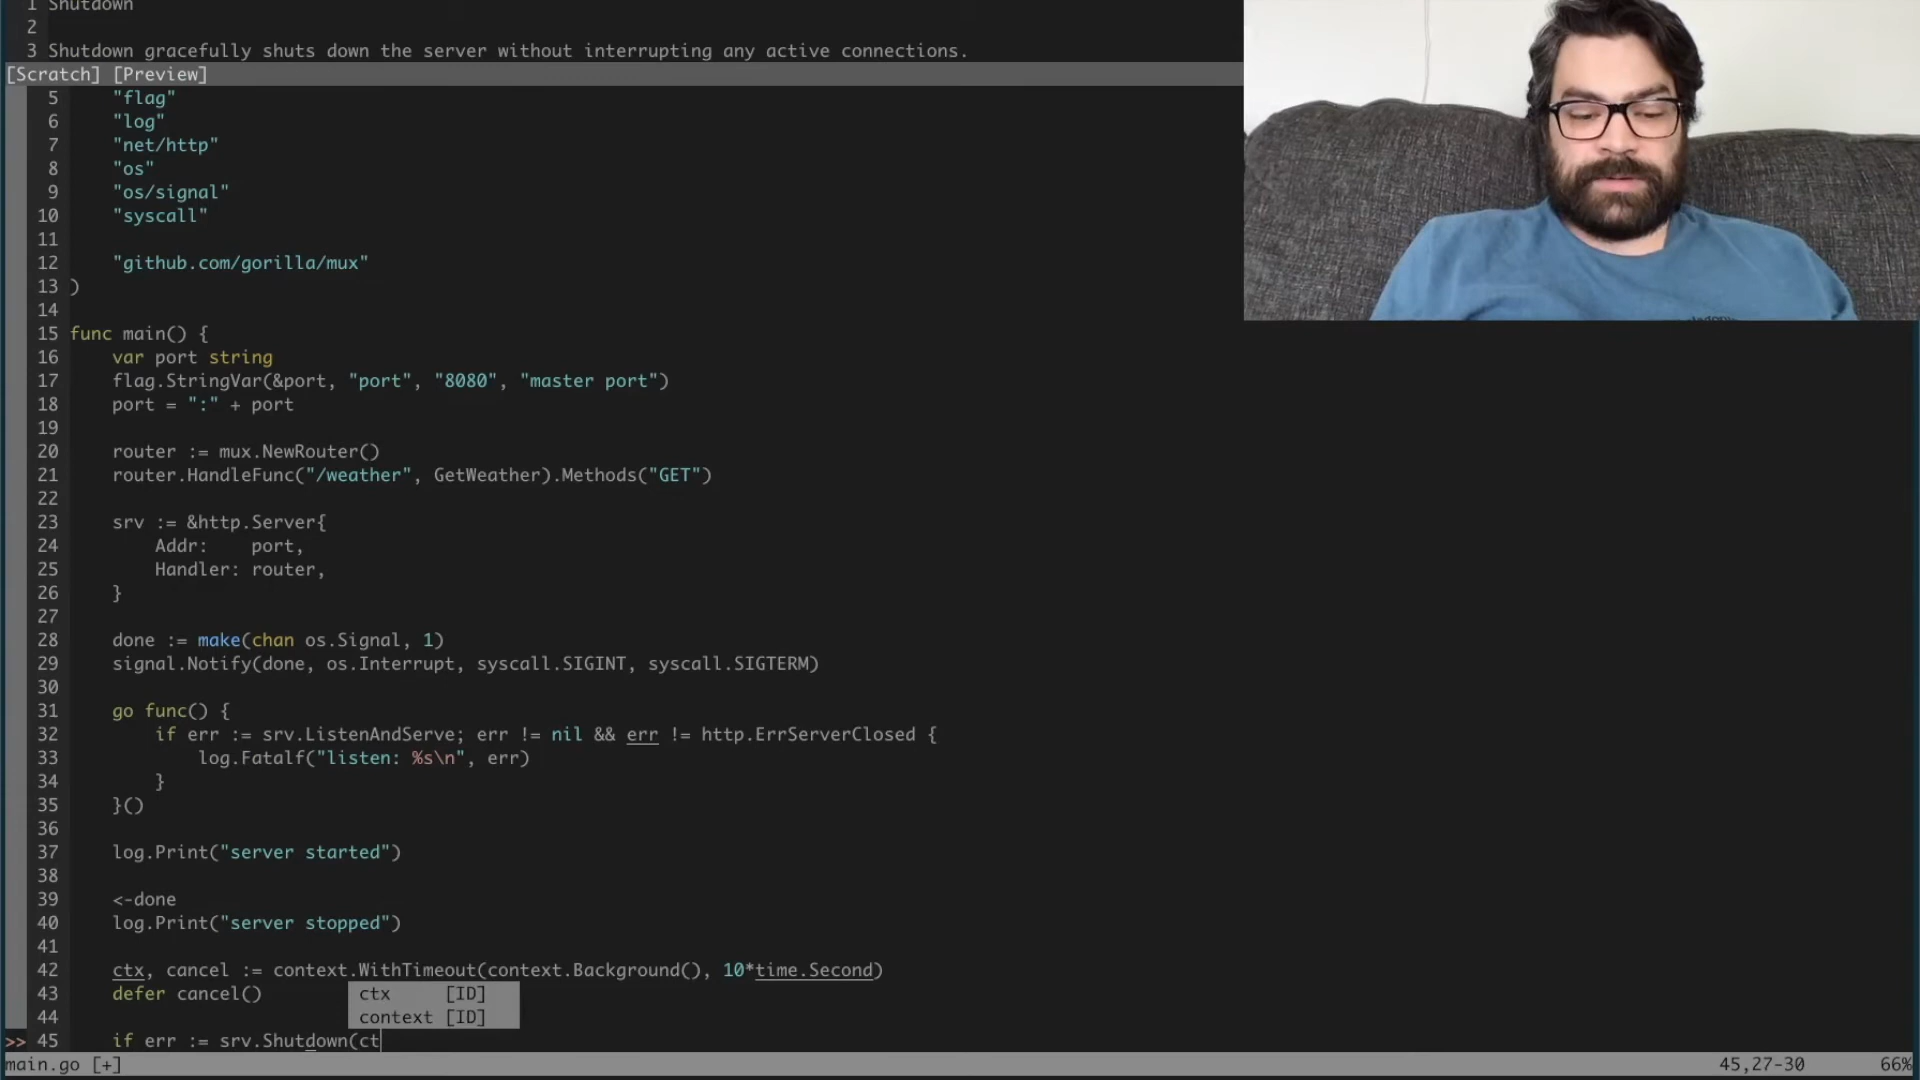 1 Shutdown
2
3 Shutdown gracefully shuts down the server without interrupting any active connections.
[Scratch] [Preview]
5 "flag"
6 "log"
7 "net/http"
8 "os"
9 "os/signal"
10 "syscall"
11
12 "github.com/gorilla/mux"
13 )
14
15 func main() {
16 var port string
17 flag.StringVar(&port, "port", "8080", "master port")
18 port = ":" + port
19
20 router := mux.NewRouter()
21 router.HandleFunc("/weather", GetWeather).Methods("GET")
22
23 srv := &http.Server{
24 Addr: port,
25 Handler: router,
26 }
27
28 done := make(chan os.Signal, 1)
29 signal.Notify(done, os.Interrupt, syscall.SIGINT, syscall.SIGTERM)
30
31 go func() {
32 if err := srv.ListenAndServe; err != nil && err != http.ErrServerClosed {
33 log.Fatalf("listen: %s\n", err)
34 }
35 }()
36
37 log.Print("server started")
38
39 <-done
40 log.Print("server stopped")
41
42 ctx, cancel := context.WithTimeout(context.Background(), 10*time.Second)
43 defer cancel() ctx [ID]
44 context [ID]
>> 45 if err := srv.Shutdown(ct
main.go [+] 45,27-30 66%